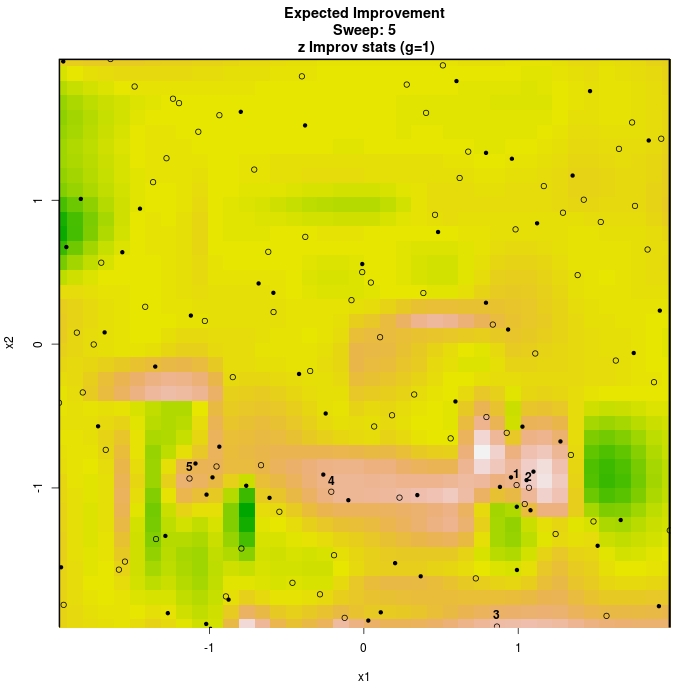 Expected Improvement
Sweep: 5
z Improv stats (g=1)
x2
1
0
-1
5
4
1
2
3
-1
0
1
x1